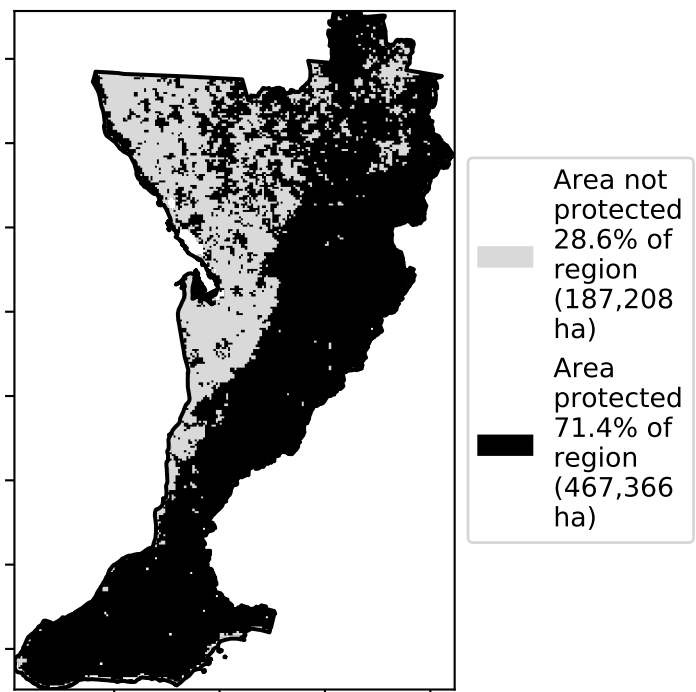 Area not
protected
28.6% of
region
(187,208
ha)
Area
protected
71.4% of
region
(467,366
ha)